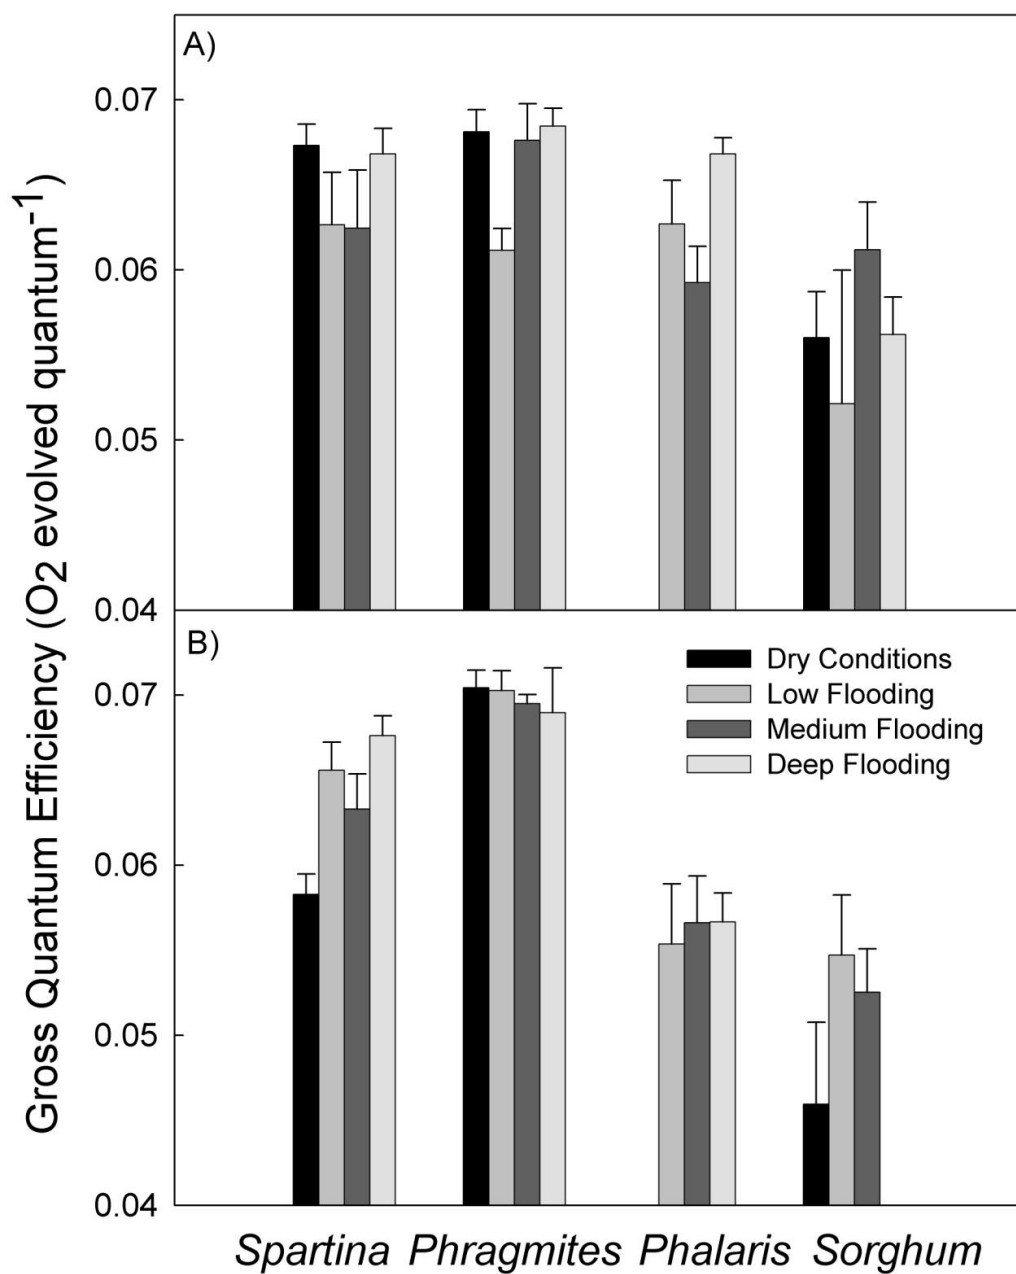 Gross Quantum Efficiency (O2 evolved quantum-1)
A)
0.07
0.06
0.05
0.04
B)
0.07
0.06
0.05
0.04
Dry Conditions
Low Flooding
Medium Flooding
Deep Flooding
Spartina Phragmites Phalaris Sorghum